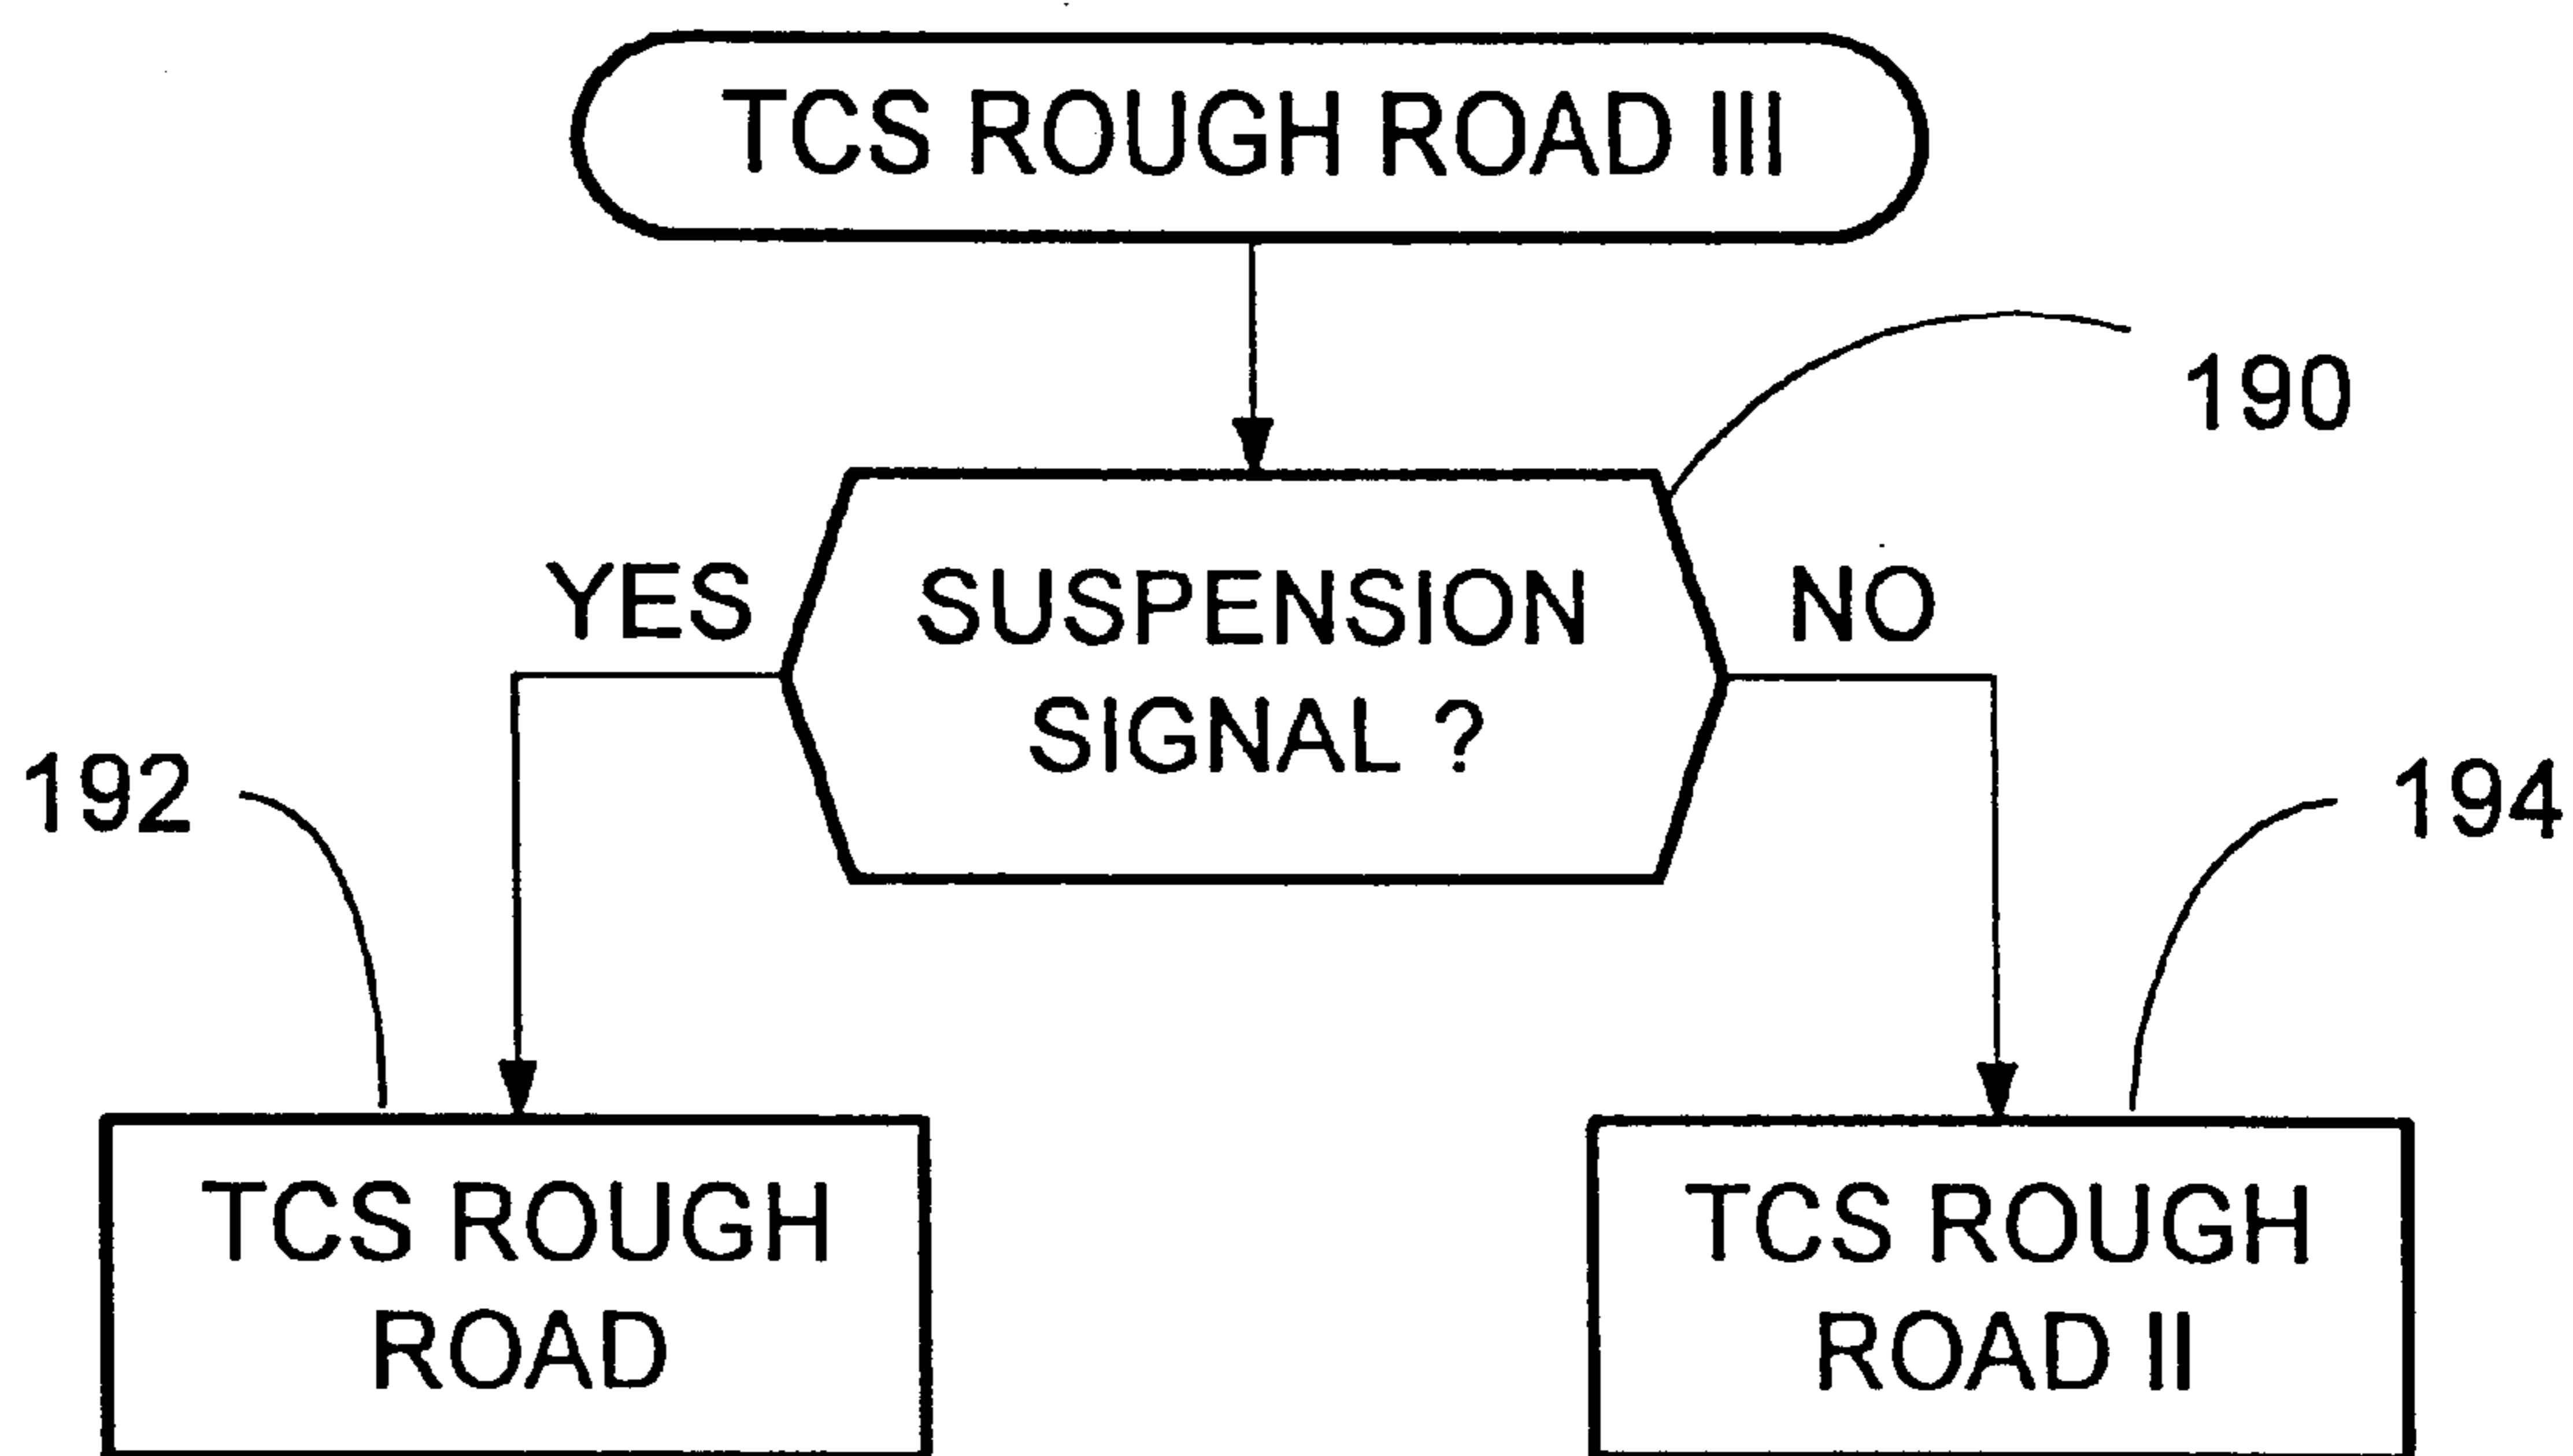 TCS ROUGH ROAD III
190
YES
SUSPENSION
SIGNAL ?
NO
192
194
TCS ROUGH
ROAD
TCS ROUGH
ROAD II